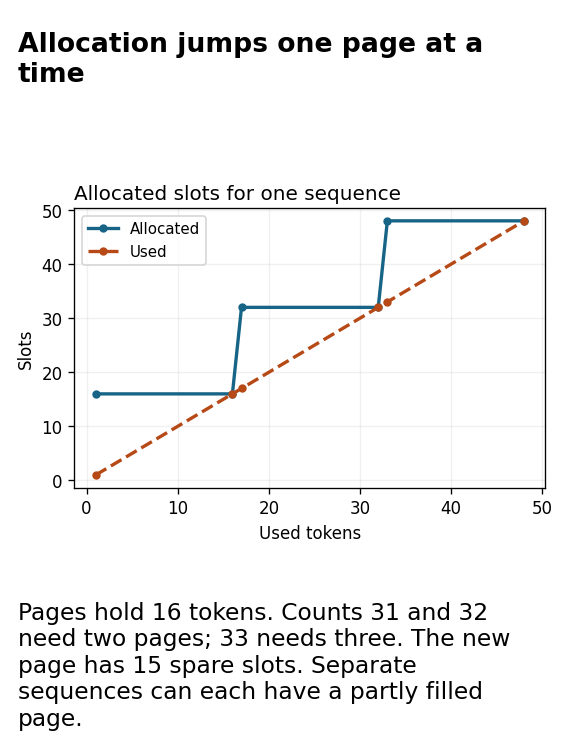 Allocation jumps one page at a
time
Allocated slots for one sequence
50
40
30
20
10
0
Slots
Allocated
Used
0 10 20 30 40 50
Used tokens
Pages hold 16 tokens. Counts 31 and 32
need two pages; 33 needs three. The new
page has 15 spare slots. Separate
sequences can each have a partly filled
page.